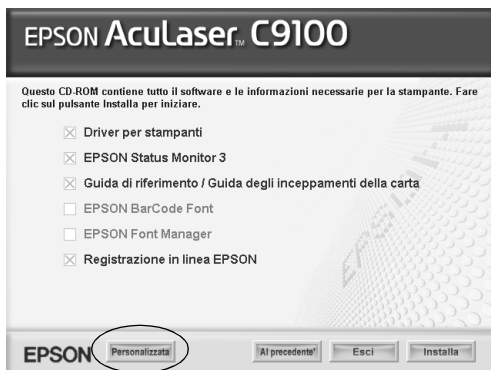 EPSON AcuLaser™ C9100
Questo CD-ROM contiene tutto il software e le informazioni necessarie per la stampante. Fare
clic sul pulsante Installa per iniziare.
Driver per stampanti
EPSON Status Monitor 3
Guida di riferimento / Guida degli inceppamenti della carta
EPSON BarCode Font
EPSON Font Manager
Registrazione in linea EPSON
EPSON
EPSON Personalizzata Al precedente' Esci Installa